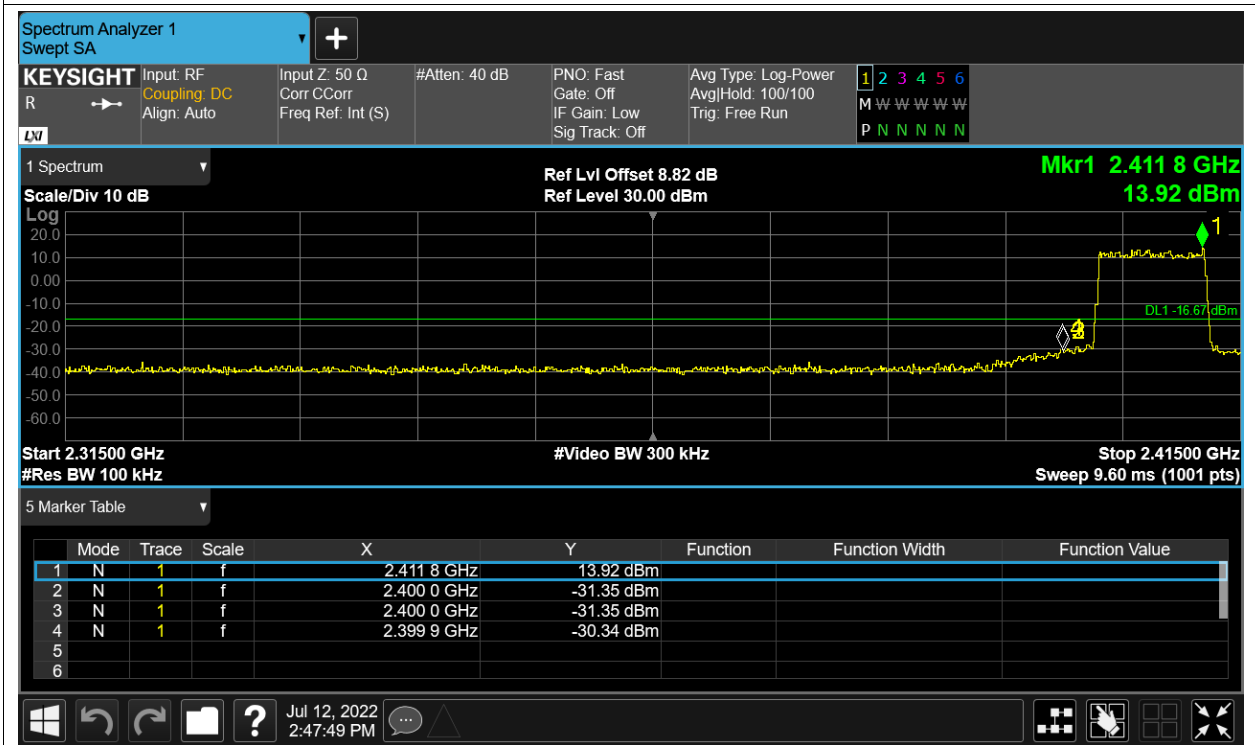 Spectrum Analyzer 1
Swept SA
+
KEYSIGHT Input: RF Input Z: 50 Ω #Atten: 40 dB PNO: Fast Avg Type: Log-Power 1 2 3 4 5 6
R Coupling: DC Corr CCorr Gate: Off Avg|Hold: 100/100 M W W W W W
Align: Auto Freq Ref: Int (S) IF Gain: Low Trig: Free Run
LXI Sig Track: Off P N N N N N
1 Spectrum Ref Lvl Offset 8.82 dB Mkr1 2.411 8 GHz
Scale/Div 10 dB Ref Level 30.00 dBm 13.92 dBm
Log
1
20.0
10.0
0.00
-10.0
DL1 -16.67 dBm
-20.0
-30.0
-40.0
-50.0
-60.0
Start 2.31500 GHz #Video BW 300 kHz Stop 2.41500 GHz
#Res BW 100 kHz Sweep 9.60 ms (1001 pts)
5 Marker Table
Mode Trace Scale X Y Function Function Width Function Value
1 N 1 f 2.411 8 GHz 13.92 dBm
2 N 1 f 2.400 0 GHz -31.35 dBm
3 N 1 f 2.400 0 GHz -31.35 dBm
4 N 1 f 2.399 9 GHz -30.34 dBm
5
6
? Jul 12, 2022
2:47:49 PM